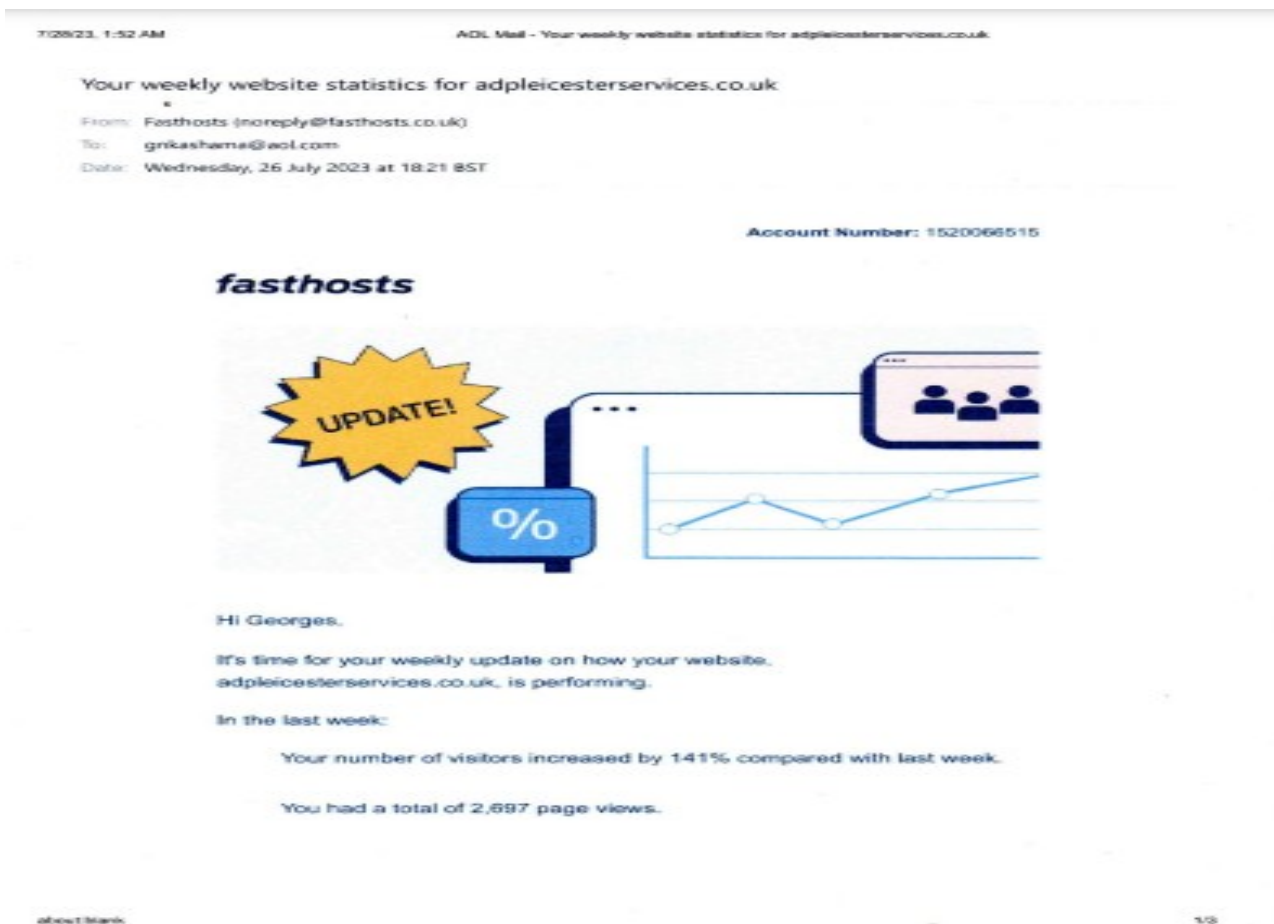 7/28/23, 1:52 AM
AOL Mail - Your weekly website statistics for adpleicesterservices.co.uk
Your weekly website statistics for adpleicesterservices.co.uk
From: Fasthosts (noreply@fasthosts.co.uk)
To: grikashama@aol.com
Date: Wednesday, 26 July 2023 at 18:21 BST
Account Number: 1520066515
fasthosts
UPDATE!
%
Hi Georges,
It's time for your weekly update on how your website,
adpleicesterservices.co.uk, is performing.
In the last week:
Your number of visitors increased by 141% compared with last week.
You had a total of 2,697 page views.
about:blank
1/3